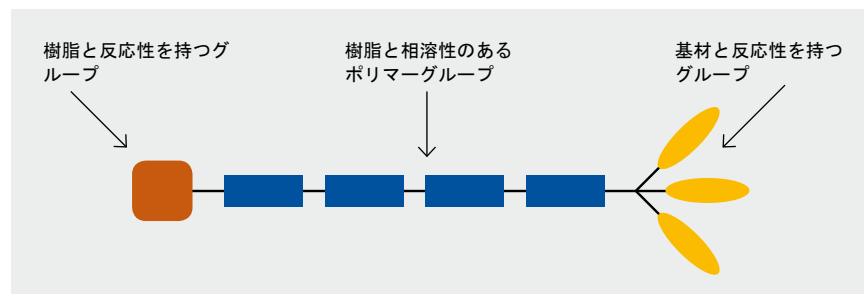 樹脂と反応性を持つグ
ループ
樹脂と相溶性のある
ポリマーグループ
基材と反応性を持つ
グループ